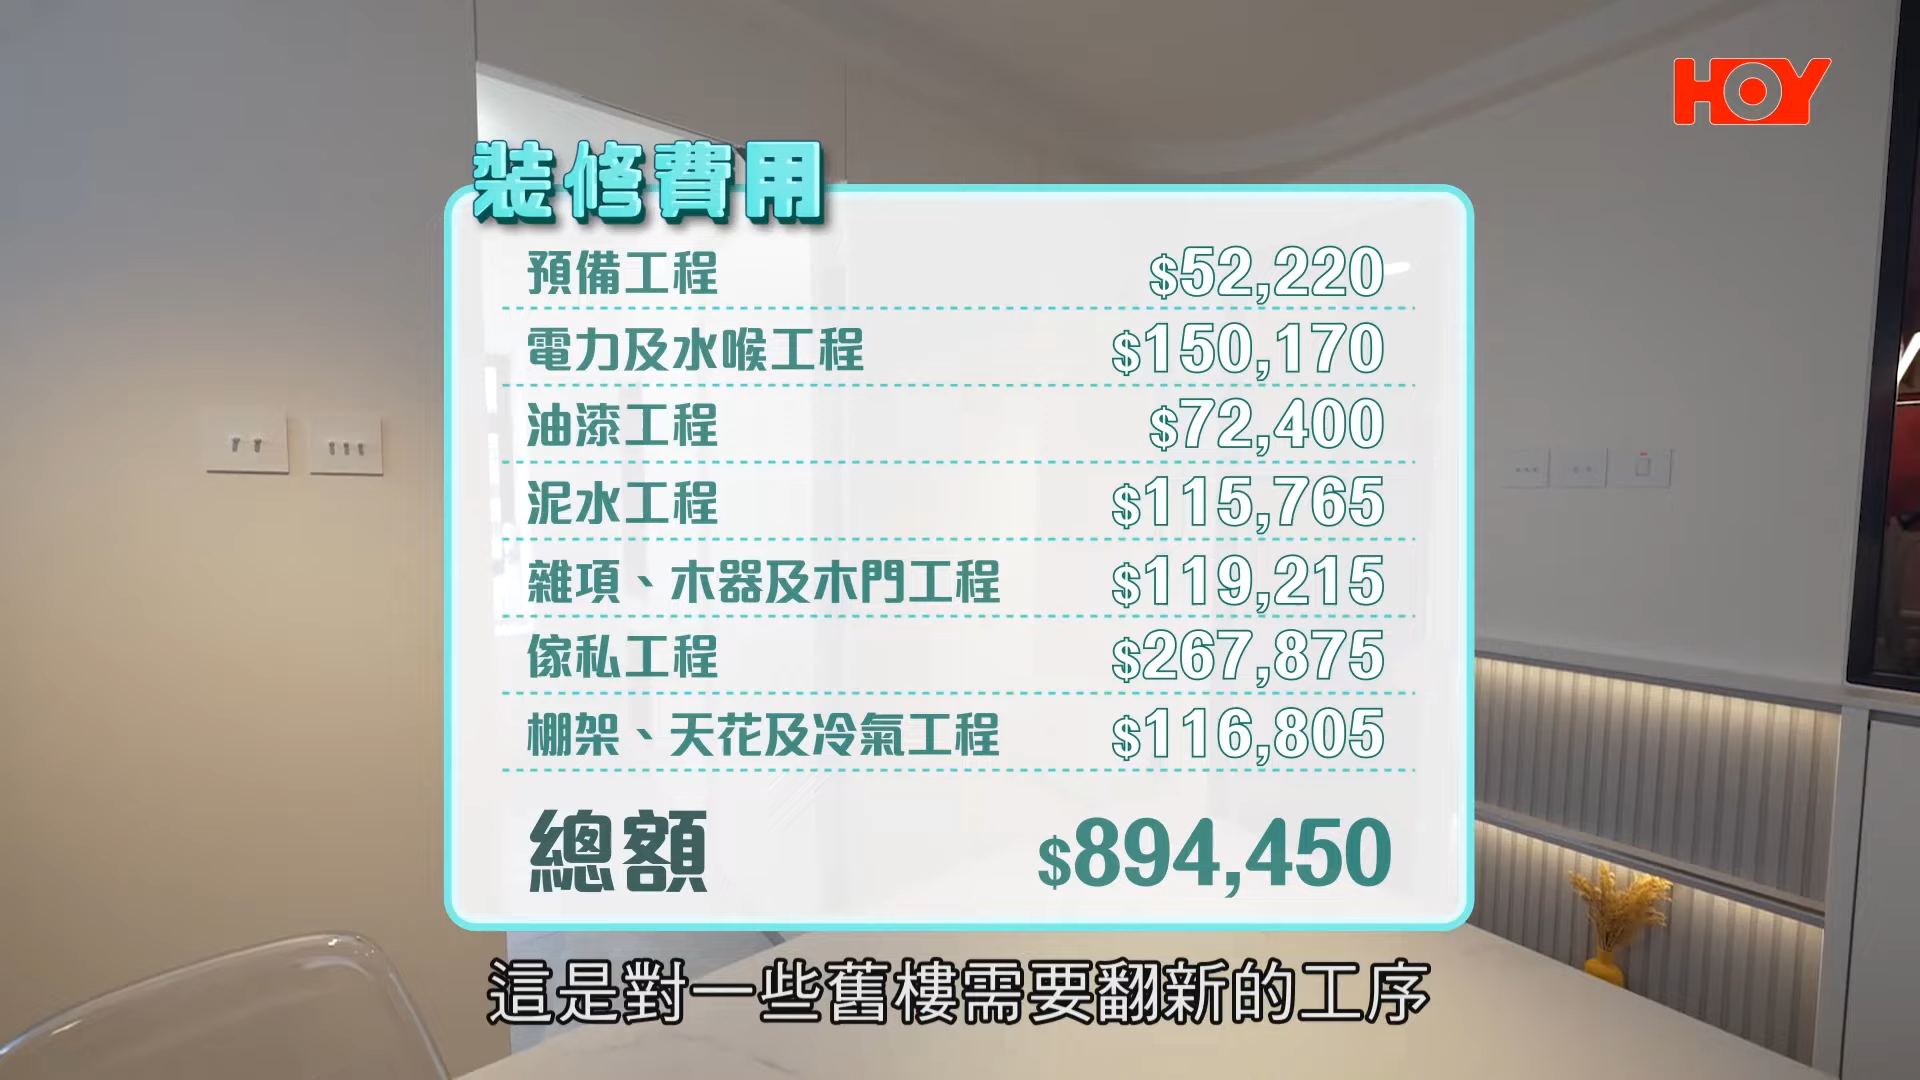 HOY
裝修費用
預備工程 $52,220
電力及水喉工程 $150,170
油漆工程 $72,400
泥水工程 $115,765
雜項、木器及木門工程 $119,215
傢私工程 $267,875
棚架、天花及冷氣工程 $116,805
總額 $894,450
這是對一些舊樓需要翻新的工序